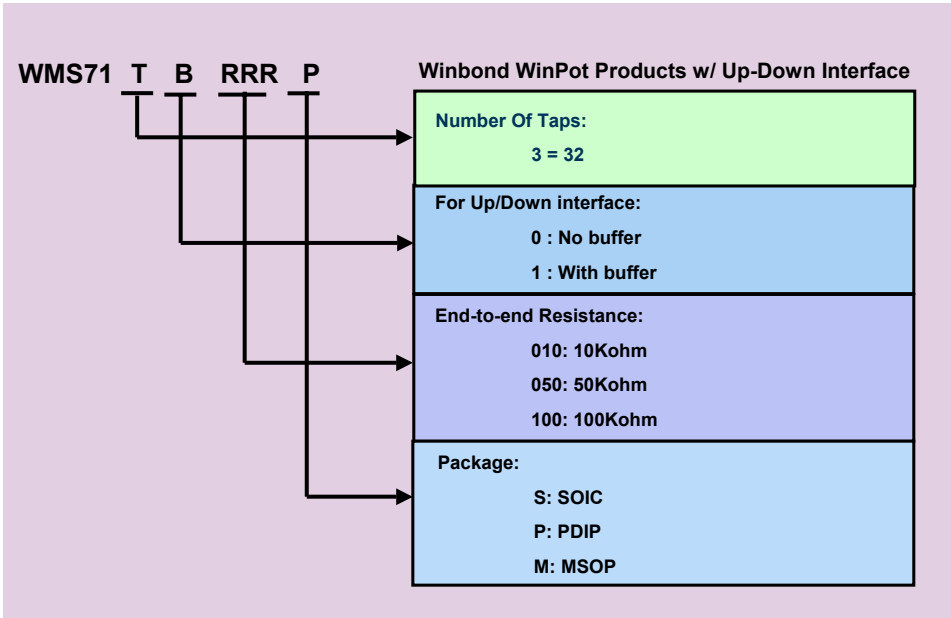 WMS71 T B RRR P
Winbond WinPot Products w/ Up-Down Interface
Number Of Taps:
3 = 32
For Up/Down interface:
0 : No buffer
1 : With buffer
End-to-end Resistance:
010: 10Kohm
050: 50Kohm
100: 100Kohm
Package:
S: SOIC
P: PDIP
M: MSOP